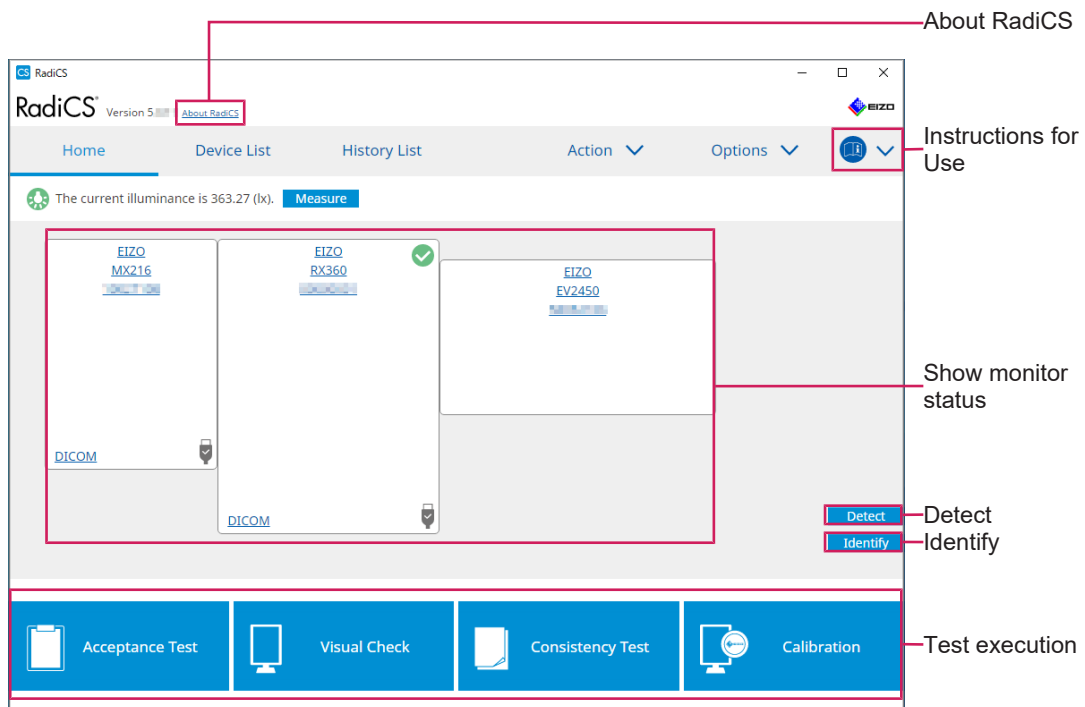 About RadiCS
CS RadiCS
RadiCS Version 5. About RadiCS EIZO
Home Device List History List Action Options
Instructions for
Use
The current illuminance is 363.27 (lx). Measure
EIZO
MX216
EIZO
RX360
EIZO
EV2450
Show monitor
status
DICOM
DICOM
Detect
Detect
Identify
Identify
Acceptance Test Visual Check Consistency Test Calibration
Test execution